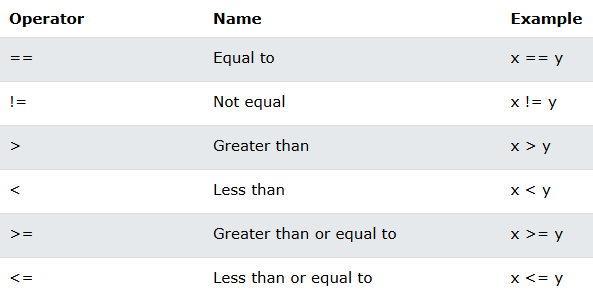 Operator Name Example
== Equal to x == y
!= Not equal x != y
> Greater than x > y
< Less than x < y
>= Greater than or equal to x >= y
<= Less than or equal to x <= y